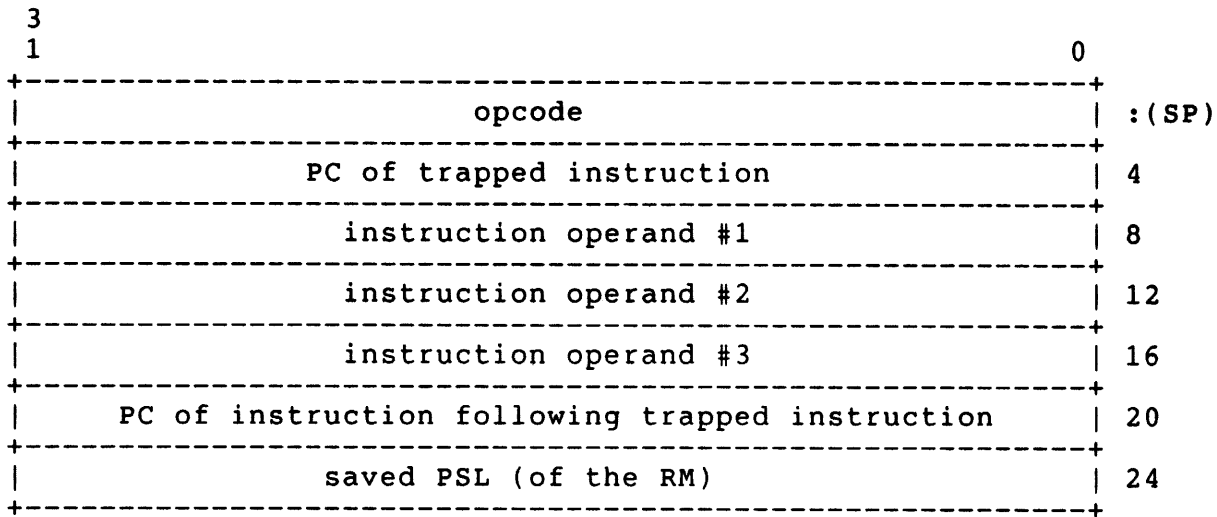 3
1 0
+-----------------------------------------------------------+
| opcode | :(SP)
+-----------------------------------------------------------+
| PC of trapped instruction | 4
+-----------------------------------------------------------+
| instruction operand #1 | 8
+-----------------------------------------------------------+
| instruction operand #2 | 12
+-----------------------------------------------------------+
| instruction operand #3 | 16
+-----------------------------------------------------------+
| PC of instruction following trapped instruction | 20
+-----------------------------------------------------------+
| saved PSL (of the RM) | 24
+-----------------------------------------------------------+